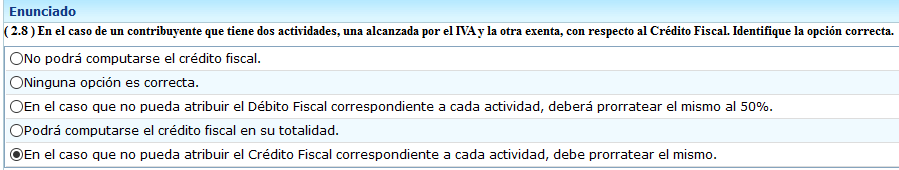 Enunciado
( 2.8 ) En el caso de un contribuyente que tiene dos actividades, una alcanzada por el IVA y la otra exenta, con respecto al Crédito Fiscal. Identifique la opción correcta.
No podrá computarse el crédito fiscal.
Ninguna opción es correcta.
En el caso que no pueda atribuir el Débito Fiscal correspondiente a cada actividad, deberá prorratear el mismo al 50%.
Podrá computarse el crédito fiscal en su totalidad.
En el caso que no pueda atribuir el Crédito Fiscal correspondiente a cada actividad, debe prorratear el mismo.